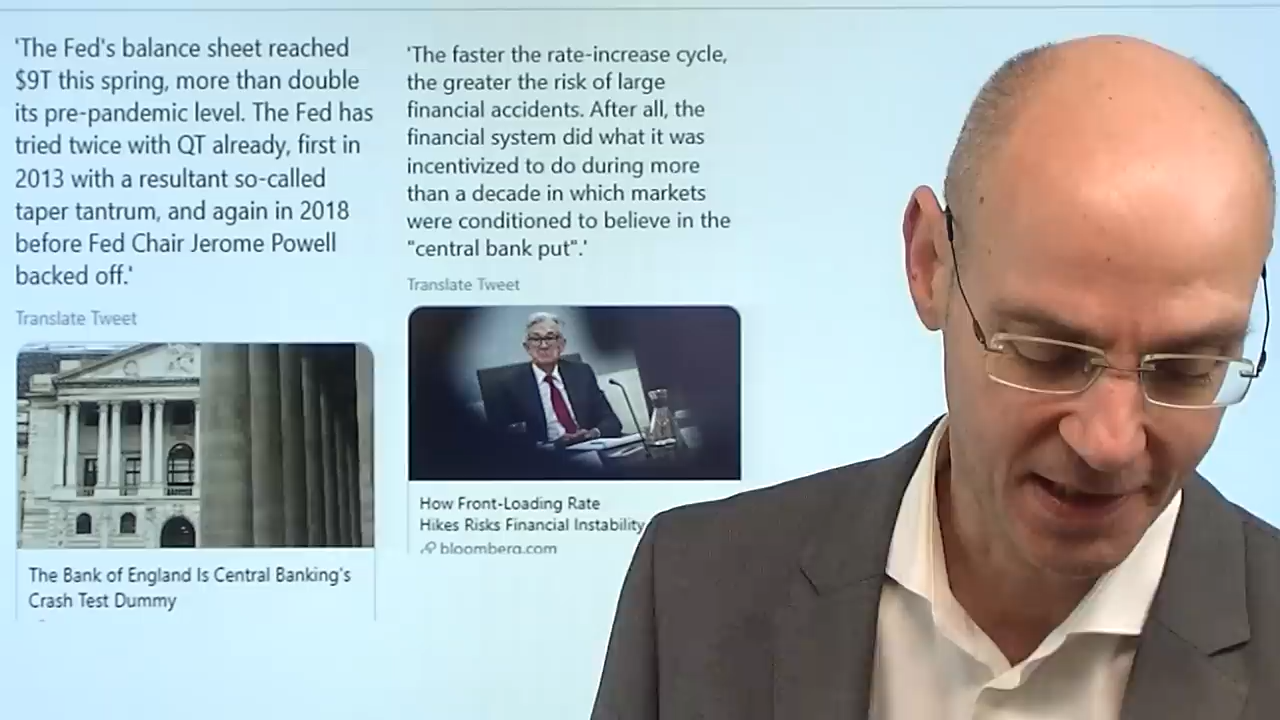 'The Fed's balance sheet reached
$9T this spring, more than double
its pre-pandemic level. The Fed has
tried twice with QT already, first in
2013 with a resultant so-called
taper tantrum, and again in 2018
before Fed Chair Jerome Powell
backed off.'
Translate Tweet
The Bank of England Is Central Banking's
Crash Test Dummy
'The faster the rate-increase cycle,
the greater the risk of large
financial accidents. After all, the
financial system did what it was
incentivized to do during more
than a decade in which markets
were conditioned to believe in the
"central bank put".'
Translate Tweet
How Front-Loading Rate
Hikes Risks Financial Instability
bloomberg.com